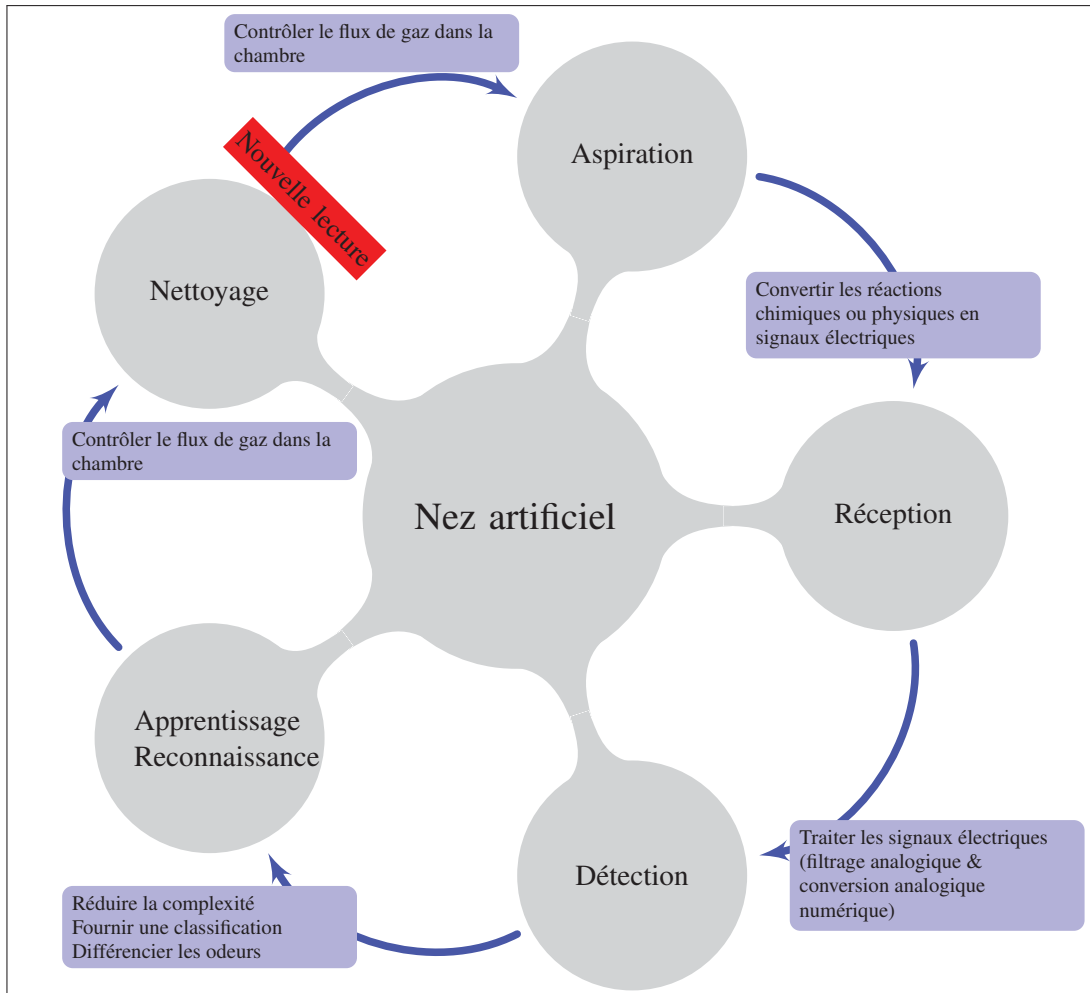 Contrôler le flux de gaz dans la
chambre
Nouvelle lecture
Aspiration
Nettoyage
Convertir les réactions
chimiques ou physiques en
signaux électriques
Contrôler le flux de gaz dans la
chambre
Nez artificiel
Réception
Apprentissage
Reconnaissance
Détection
Traiter les signaux électriques
(filtrage analogique &
conversion analogique
numérique)
Réduire la complexité
Fournir une classification
Différencier les odeurs